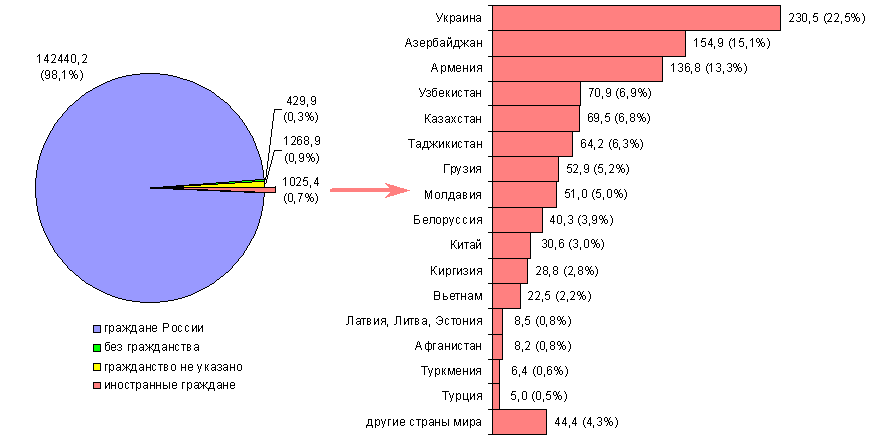 142440,2
(98,1%)
429,9
(0,3%)
1268,9
(0,9%)
1025,4
(0,7%)
граждане России
без гражданства
гражданство не указано
иностранные граждане
Украина 230,5 (22,5%)
Азербайджан 154,9 (15,1%)
Армения 136,8 (13,3%)
Узбекистан 70,9 (6,9%)
Казахстан 69,5 (6,8%)
Таджикистан 64,2 (6,3%)
Грузия 52,9 (5,2%)
Молдавия 51,0 (5,0%)
Белоруссия 40,3 (3,9%)
Китай 30,6 (3,0%)
Киргизия 28,8 (2,8%)
Вьетнам 22,5 (2,2%)
Латвия, Литва, Эстония 8,5 (0,8%)
Афганистан 8,2 (0,8%)
Туркмения 6,4 (0,6%)
Турция 5,0 (0,5%)
другие страны мира 44,4 (4,3%)